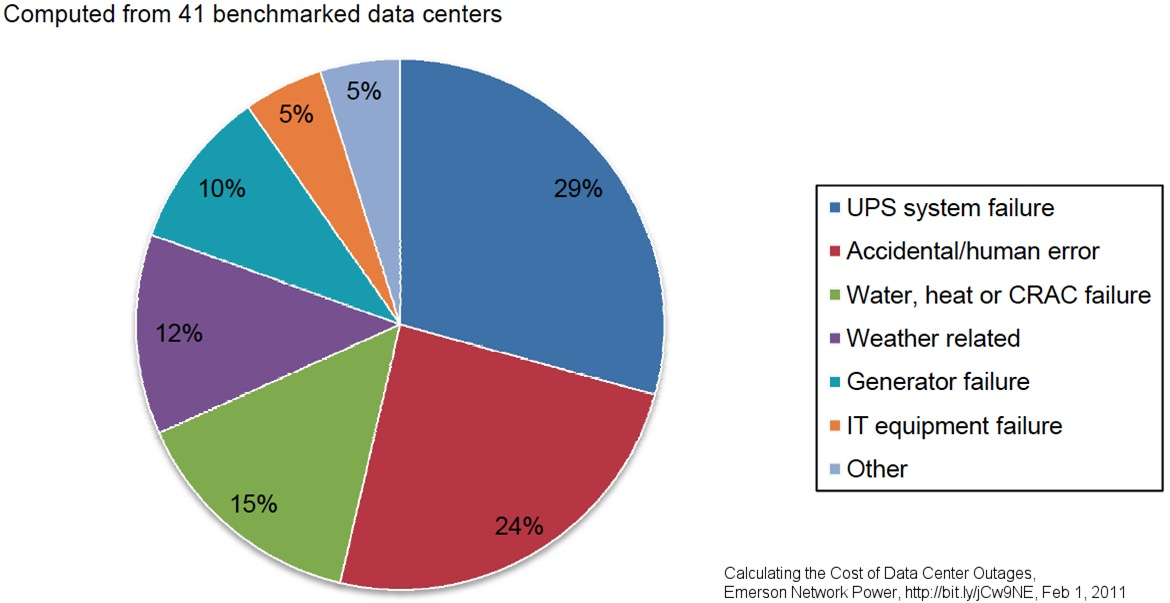 Computed from 41 benchmarked data centers
5%
5%
29%
10%
12%
15%
24%
UPS system failure
Accidental/human error
Water, heat or CRAC failure
Weather related
Generator failure
IT equipment failure
Other
Calculating the Cost of Data Center Outages,
Emerson Network Power, http://bit.ly/jCw9NE, Feb 1, 2011